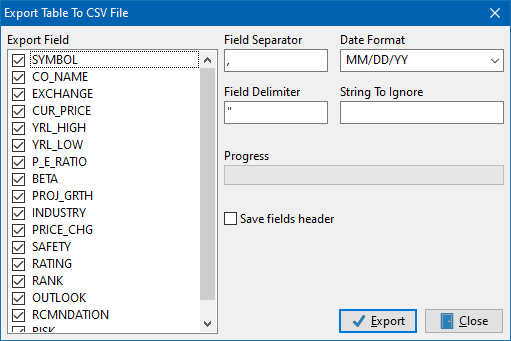 Export Table To CSV File
Export Field
SYMBOL
CO_NAME
EXCHANGE
CUR_PRICE
YRL_HIGH
YRL_LOW
P_E_RATIO
BETA
PROJ_GRTH
INDUSTRY
PRICE_CHG
SAFETY
RATING
RANK
OUTLOOK
RCMNDATION
RISK
Field Separator
,
Date Format
MM/DD/YY
Field Delimiter
"
String To Ignore
Progress
Save fields header
Export
Close